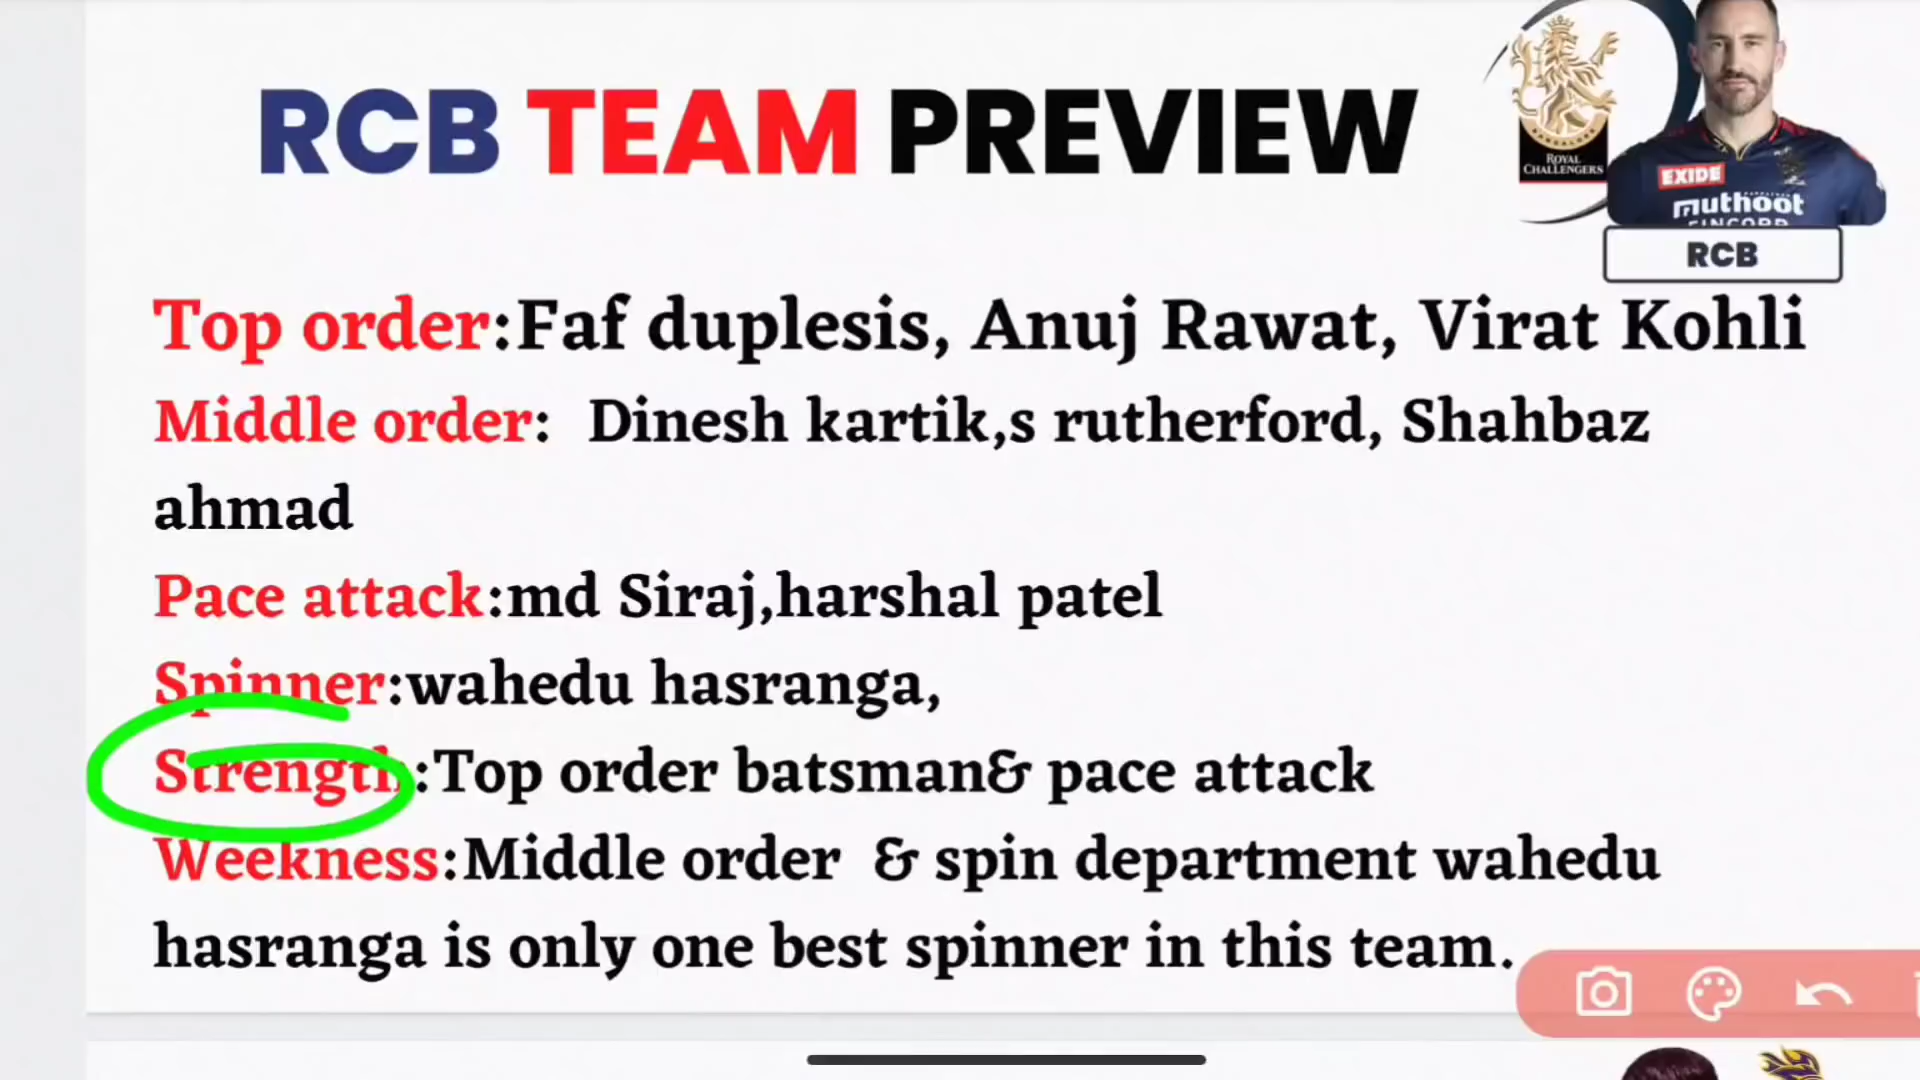 RCB TEAM PREVIEW
ROYAL
CHALLENGERS
EXIDE
muthoot
FINCORP
RCB
Top order:Faf duplesis, Anuj Rawat, Virat Kohli
Middle order:  Dinesh kartik,s rutherford, Shahbaz
ahmad
Pace attack:md Siraj,harshal patel
Spinner:wahedu hasranga,
Strength:Top order batsman& pace attack
Weekness:Middle order  & spin department wahedu
hasranga is only one best spinner in this team.